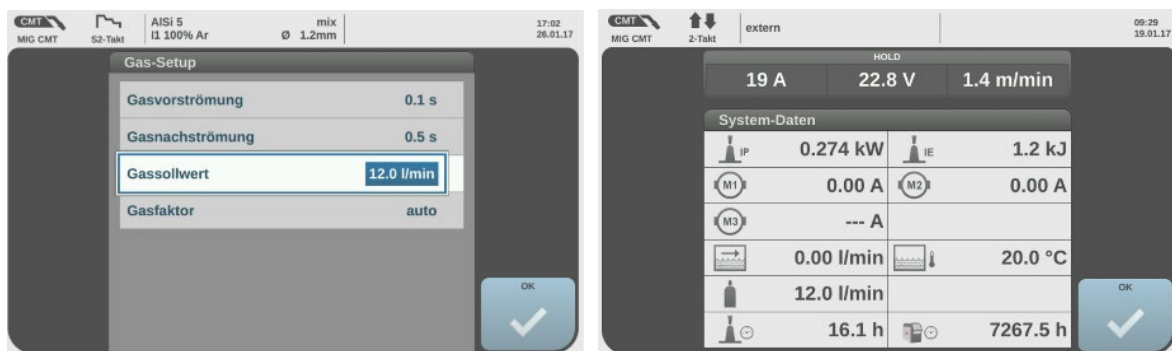 CMT AlSi 5 mix 17:02
MIG CMT S2-Takt I1 100% Ar Ø 1.2mm 26.01.17
Gas-Setup
Gasvorströmung 0.1 s
Gasnachströmung 0.5 s
Gassollwert 12.0 l/min
Gasfaktor auto
OK
CMT extern 09:29
MIG CMT 2-Takt 19.01.17
HOLD
19 A 22.8 V 1.4 m/min
System-Daten
IP 0.274 kW IE 1.2 kJ
M1 0.00 A M2 0.00 A
M3 --- A
0.00 l/min 20.0 °C
12.0 l/min
OK
16.1 h 7267.5 h